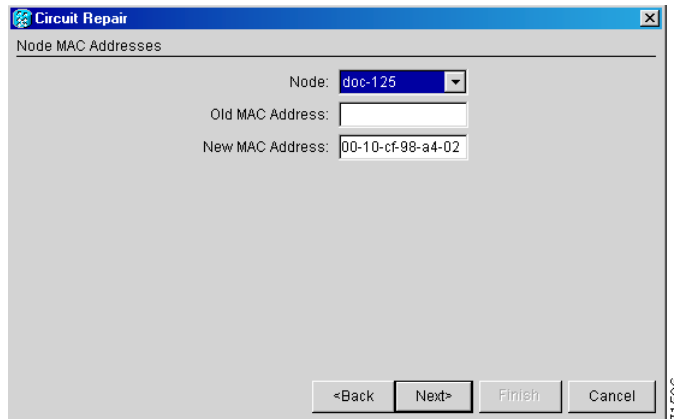 Circuit Repair
Node MAC Addresses
Node: doc-125
Old MAC Address:
New MAC Address: 00-10-cf-98-a4-02
<Back Next> Finish Cancel